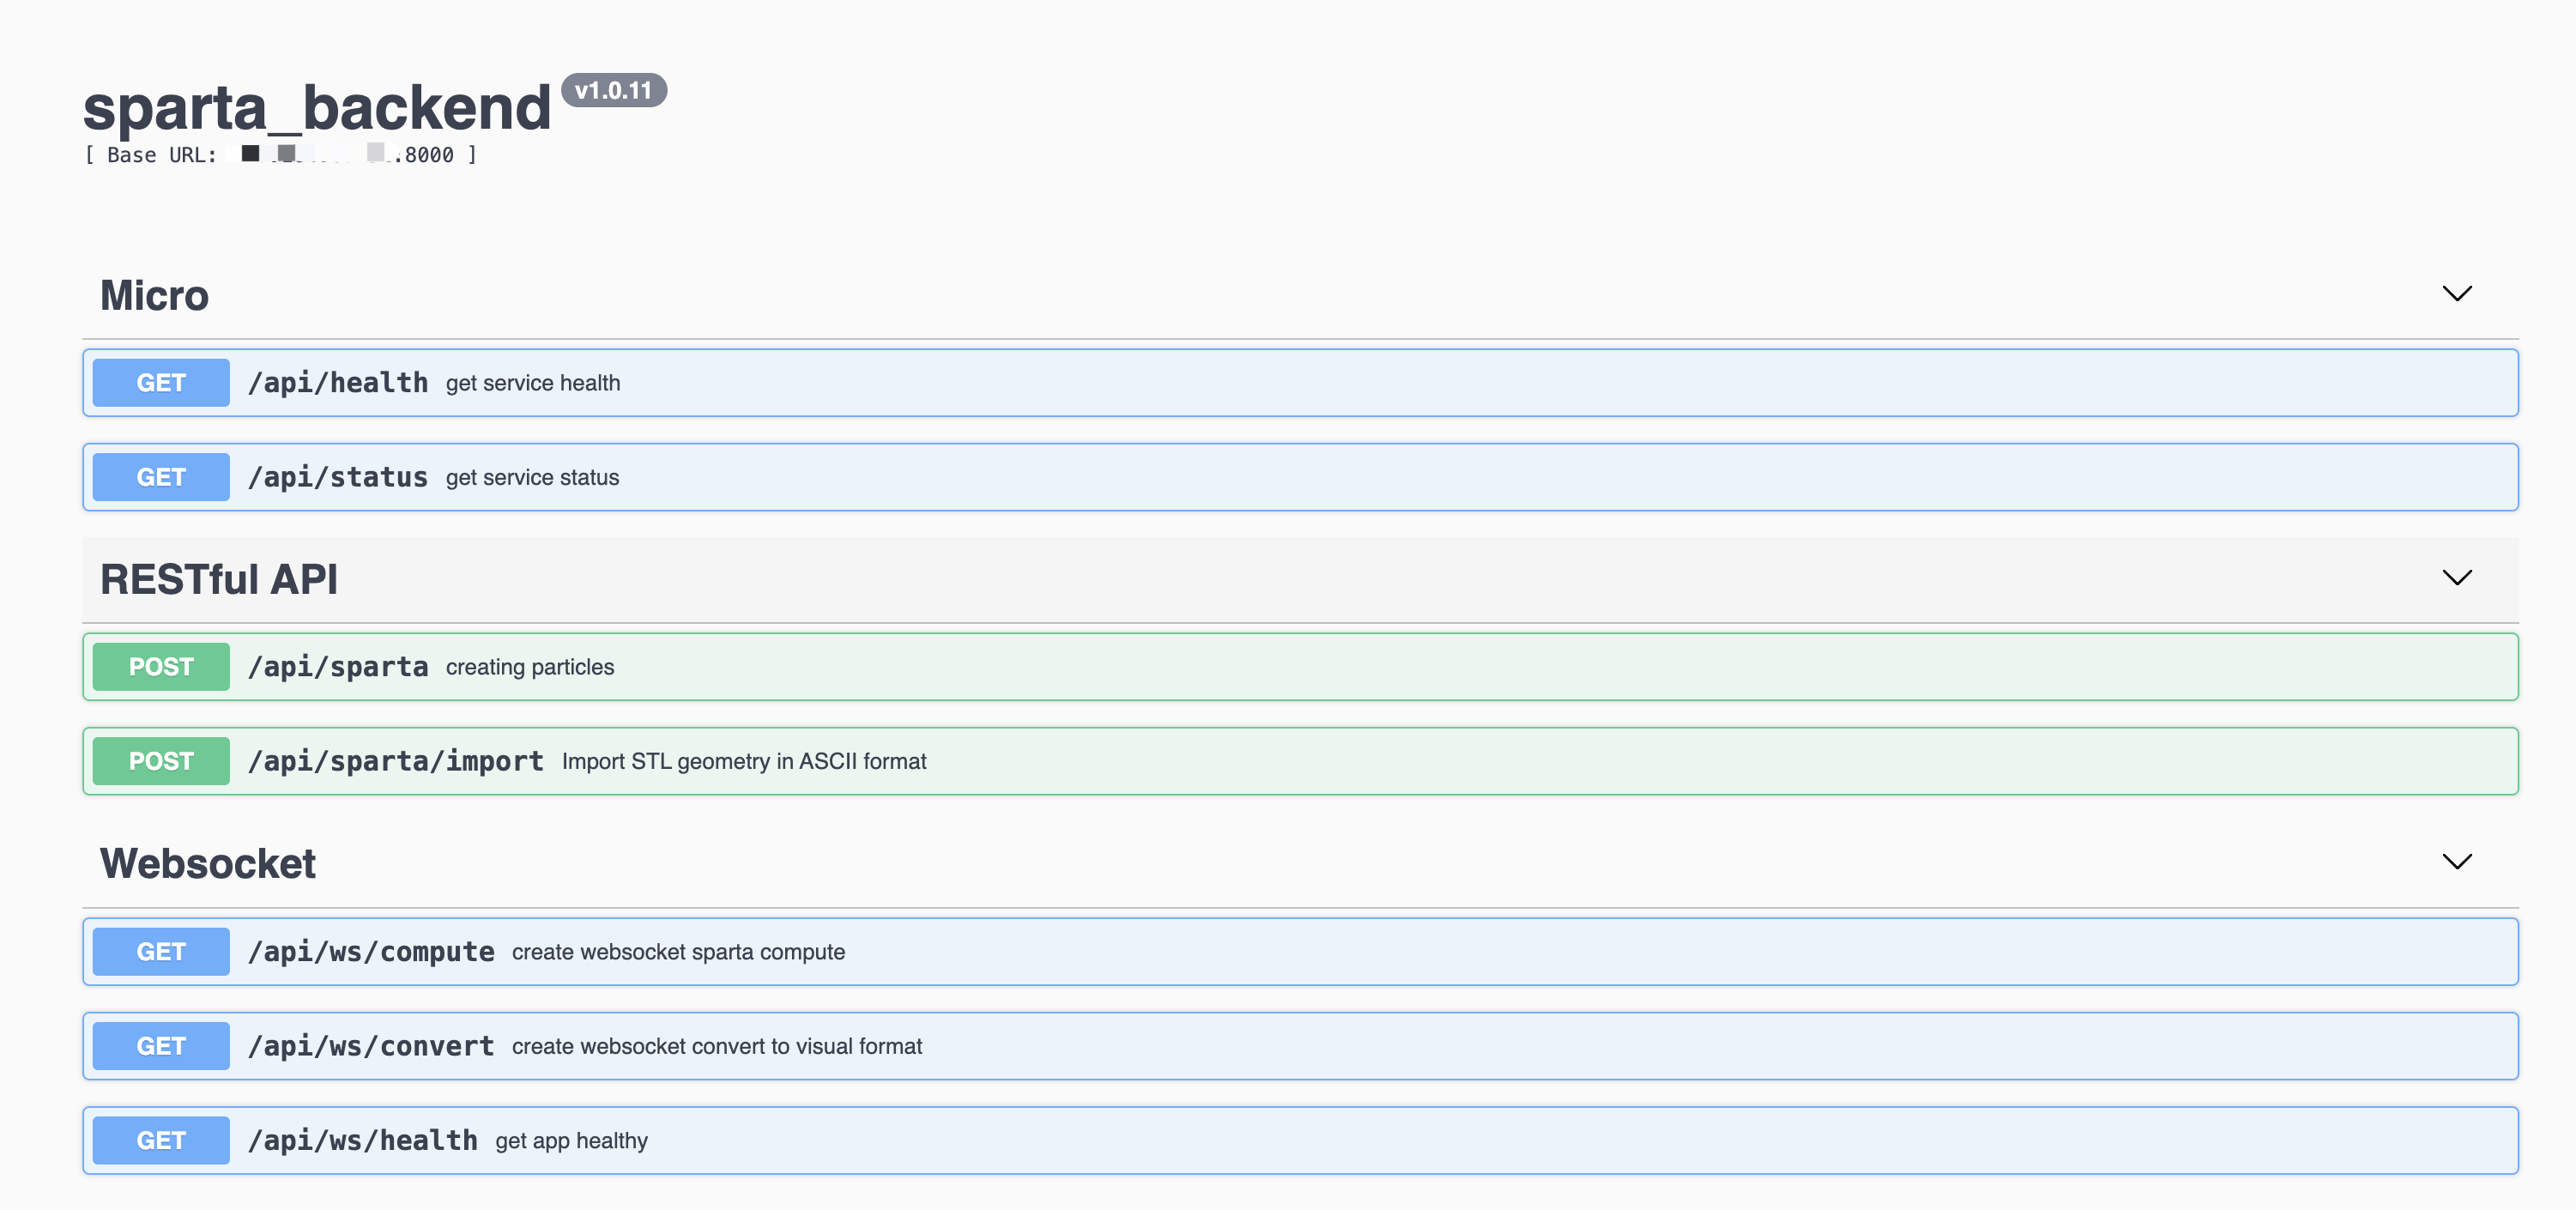 sparta_backend v1.0.11
[ Base URL: :8000 ]
Micro
GET /api/health get service health
GET /api/status get service status
RESTful API
POST /api/sparta creating particles
POST /api/sparta/import Import STL geometry in ASCII format
Websocket
GET /api/ws/compute create websocket sparta compute
GET /api/ws/convert create websocket convert to visual format
GET /api/ws/health get app healthy